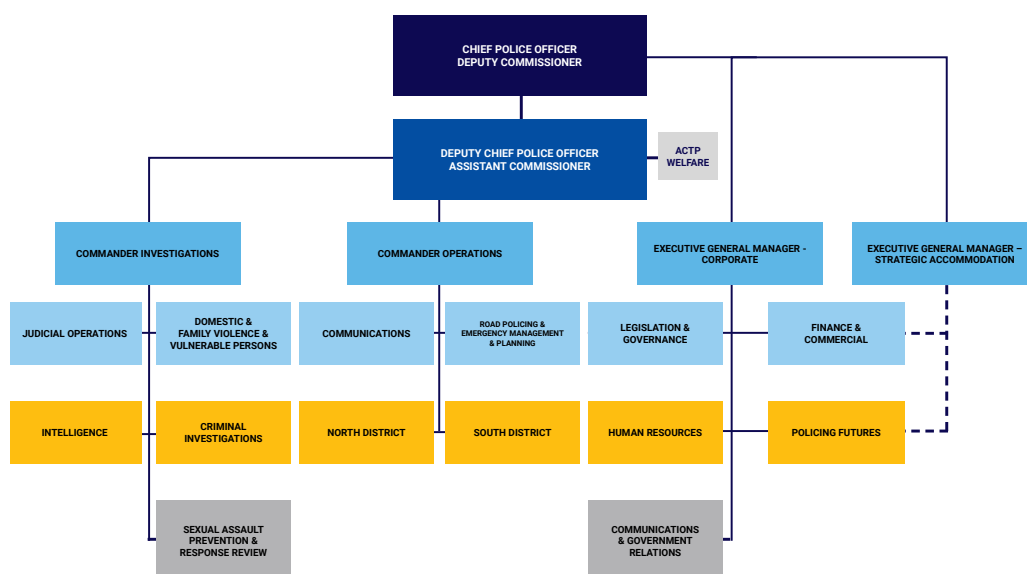 CHIEF POLICE OFFICER
DEPUTY COMMISSIONER
DEPUTY CHIEF POLICE OFFICER
ASSISTANT COMMISSIONER
ACTP
WELFARE
COMMANDER INVESTIGATIONS
COMMANDER OPERATIONS
EXECUTIVE GENERAL MANAGER -
CORPORATE
EXECUTIVE GENERAL MANAGER –
STRATEGIC ACCOMMODATION
JUDICIAL OPERATIONS
DOMESTIC &
FAMILY VIOLENCE &
VULNERABLE PERSONS
COMMUNICATIONS
ROAD POLICING &
EMERGENCY MANAGEMENT
& PLANNING
LEGISLATION &
GOVERNANCE
FINANCE &
COMMERCIAL
INTELLIGENCE
CRIMINAL
INVESTIGATIONS
NORTH DISTRICT
SOUTH DISTRICT
HUMAN RESOURCES
POLICING FUTURES
SEXUAL ASSAULT
PREVENTION &
RESPONSE REVIEW
COMMUNICATIONS
& GOVERNMENT
RELATIONS